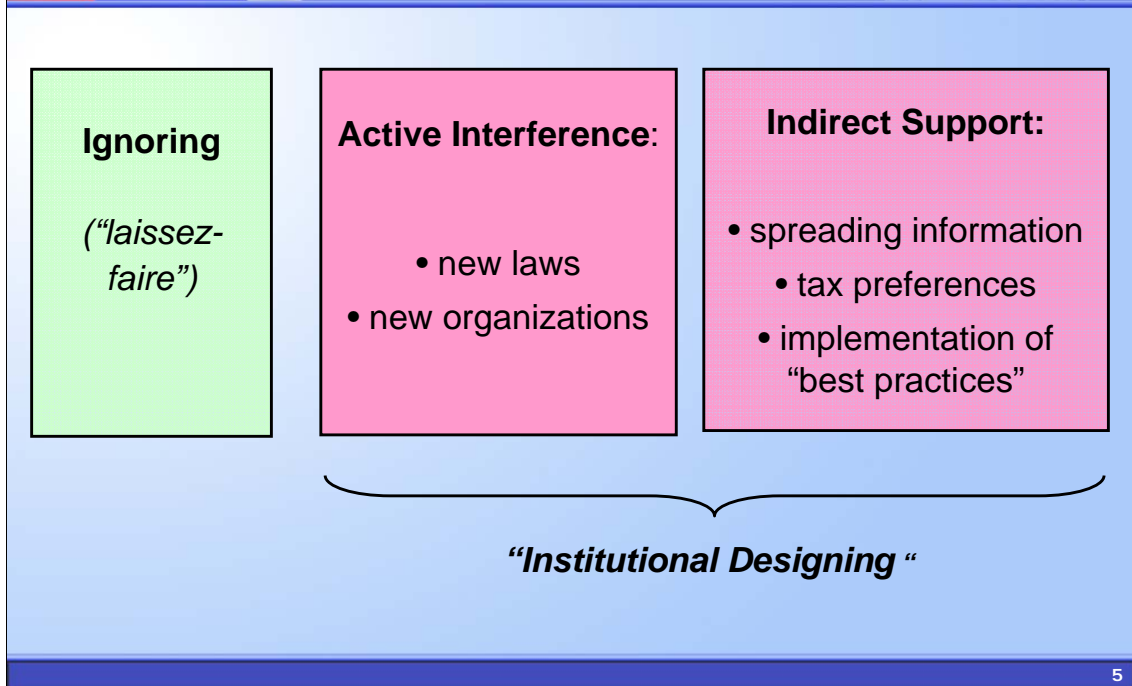 Ignoring
(“laissez-
faire”)
Active Interference:
• new laws
• new organizations
Indirect Support:
• spreading information
• tax preferences
• implementation of
“best practices”
“Institutional Designing “
5